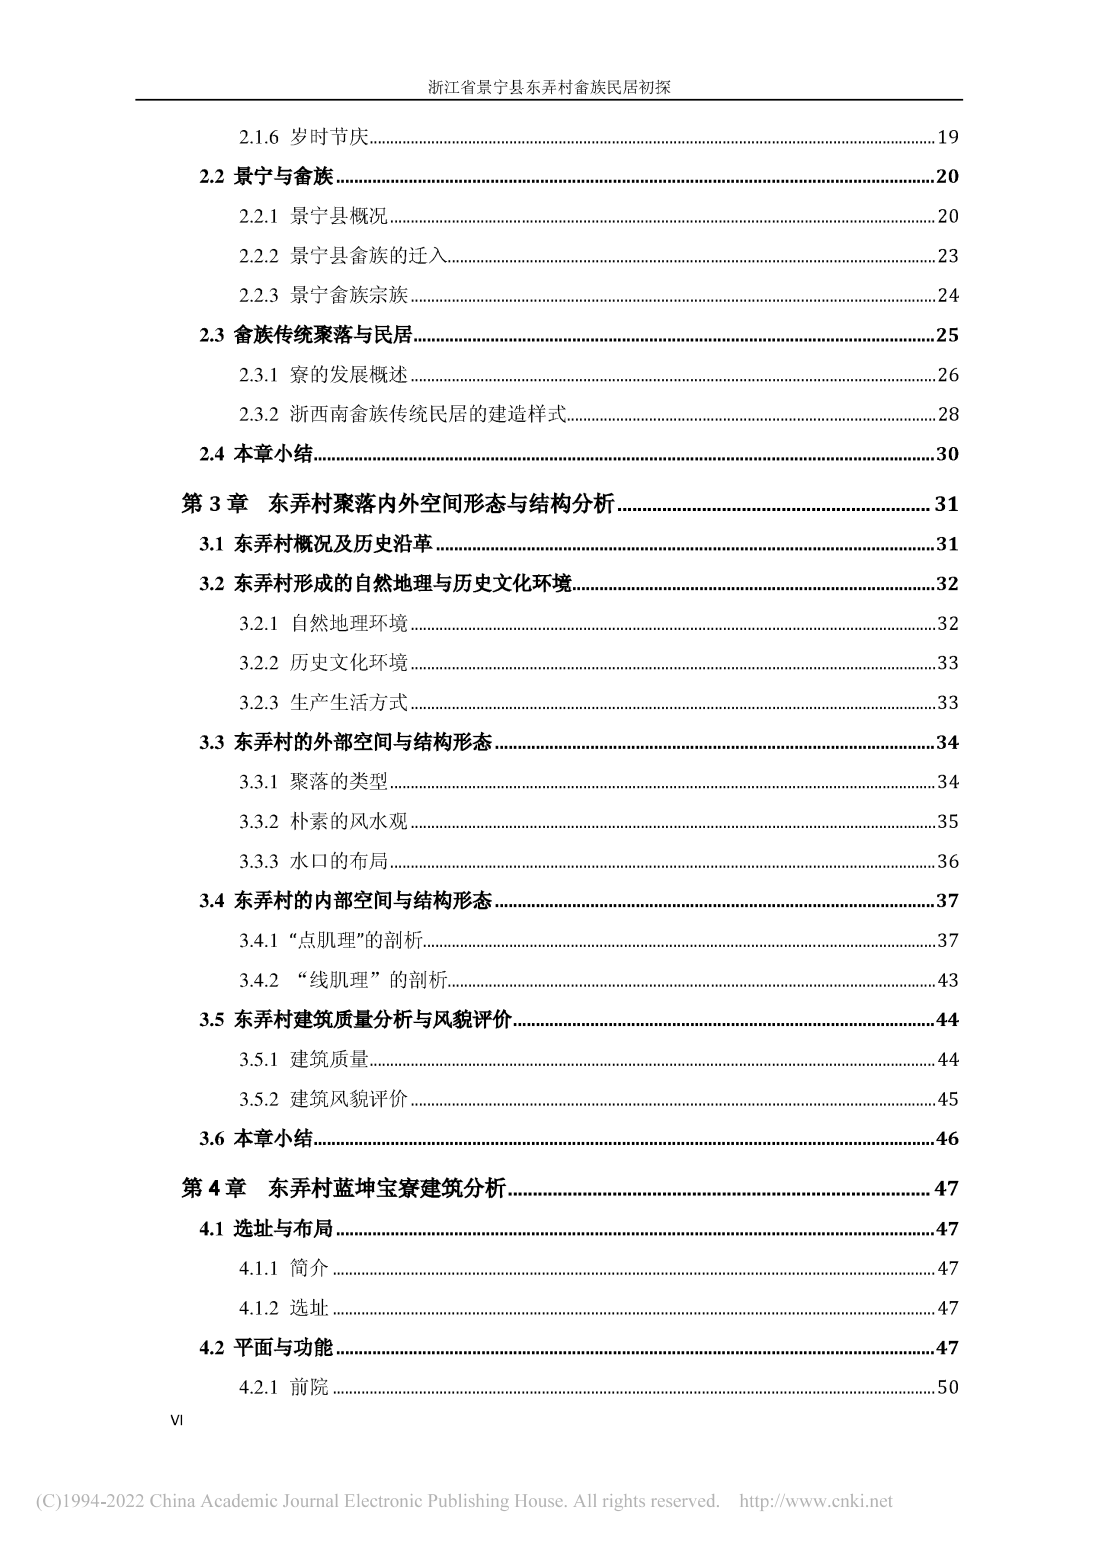 浙江省景宁县东弄村畲族民居初探
2.1.6 岁时节庆 19
2.2 景宁与畲族 20
2.2.1 景宁县概况 20
2.2.2 景宁县畲族的迁入 23
2.2.3 景宁畲族宗族 24
2.3 畲族传统聚落与民居 25
2.3.1 寮的发展概述 26
2.3.2 浙西南畲族传统民居的建造样式 28
2.4 本章小结 30
第 3 章 东弄村聚落内外空间形态与结构分析 31
3.1 东弄村概况及历史沿革 31
3.2 东弄村形成的自然地理与历史文化环境 32
3.2.1 自然地理环境 32
3.2.2 历史文化环境 33
3.2.3 生产生活方式 33
3.3 东弄村的外部空间与结构形态 34
3.3.1 聚落的类型 34
3.3.2 朴素的风水观 35
3.3.3 水口的布局 36
3.4 东弄村的内部空间与结构形态 37
3.4.1 “点肌理”的剖析 37
3.4.2 “线肌理”的剖析 43
3.5 东弄村建筑质量分析与风貌评价 44
3.5.1 建筑质量 44
3.5.2 建筑风貌评价 45
3.6 本章小结 46
第 4 章 东弄村蓝坤宝寮建筑分析 47
4.1 选址与布局 47
4.1.1 简介 47
4.1.2 选址 47
4.2 平面与功能 47
4.2.1 前院 50
VI
(C)1994-2022 China Academic Journal Electronic Publishing House. All rights reserved. http://www.cnki.net